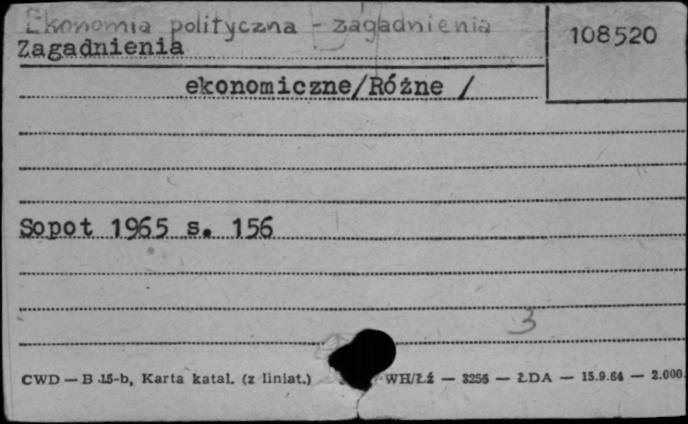 Ekonomia polityczna - zagadnienia
108520
Zagadnienia
ekonomiczne/Różne /
Sopot 1965 s. 156
3
CWD — B 15-b, Karta katal. (z liniat.) WH/Łź — 3256 — ŁDA — 15.9.64 — 2.000.